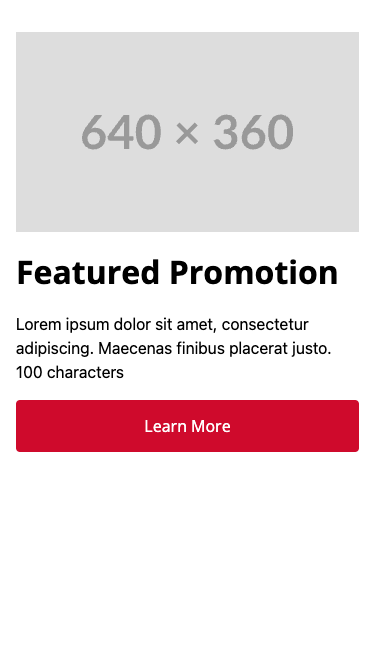 640 × 360
Featured Promotion
Lorem ipsum dolor sit amet, consectetur
adipiscing. Maecenas finibus placerat justo.
100 characters
Learn More